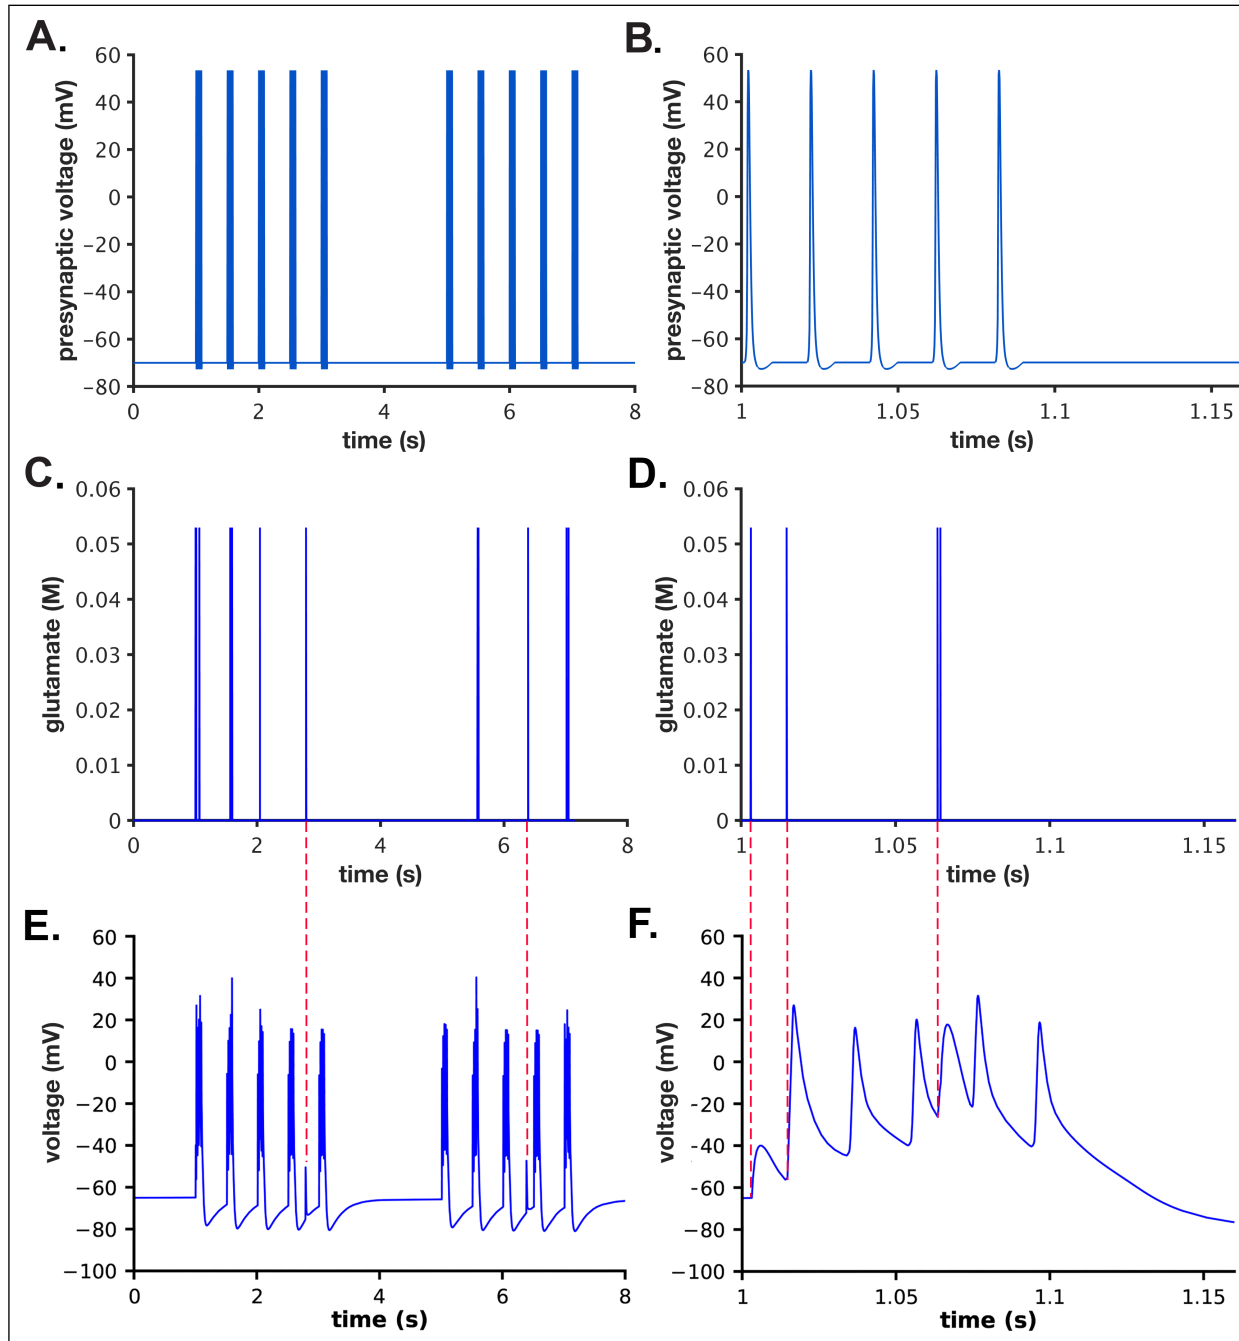 A.
presynaptic voltage (mV)
60
40
20
0
−20
−40
−60
−80
0 2 4 6 8
time (s)
B.
presynaptic voltage (mV)
60
40
20
0
−20
−40
−60
−80
1 1.05 1.1 1.15
time (s)
C.
glutamate (M)
0.06
0.05
0.04
0.03
0.02
0.01
0
0 2 4 6 8
time (s)
D.
glutamate (M)
0.06
0.05
0.04
0.03
0.02
0.01
0
1 1.05 1.1 1.15
time (s)
E.
voltage (mV)
60
40
20
0
−20
−40
−60
−80
−100
0 2 4 6 8
time (s)
F.
voltage (mV)
60
40
20
0
−20
−40
−60
−80
−100
1 1.05 1.1 1.15
time (s)